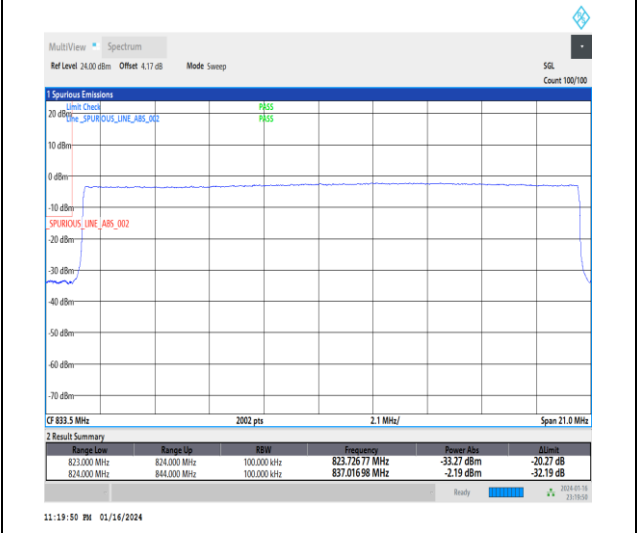 MultiView Spectrum
Ref Level 24.00 dBm Offset 4.17 dB Mode Sweep SGL
Count 100/100
1 Spurious Emissions
Limit Check PASS
20 dBm Line _SPURIOUS_LINE_ABS_002 PASS
10 dBm
0 dBm
-10 dBm
_SPURIOUS_LINE_ABS_002
-20 dBm
-30 dBm
-40 dBm
-50 dBm
-60 dBm
-70 dBm
CF 833.5 MHz 2002 pts 2.1 MHz/ Span 21.0 MHz
2 Result Summary
Range Low Range Up RBW Frequency Power Abs ΔLimit
823.000 MHz 824.000 MHz 100.000 kHz 823.726 77 MHz -33.27 dBm -20.27 dB
824.000 MHz 844.000 MHz 100.000 kHz 837.016 98 MHz -2.19 dBm -32.19 dB
Ready 2024-01-16
23:19:50
11:19:50 PM 01/16/2024